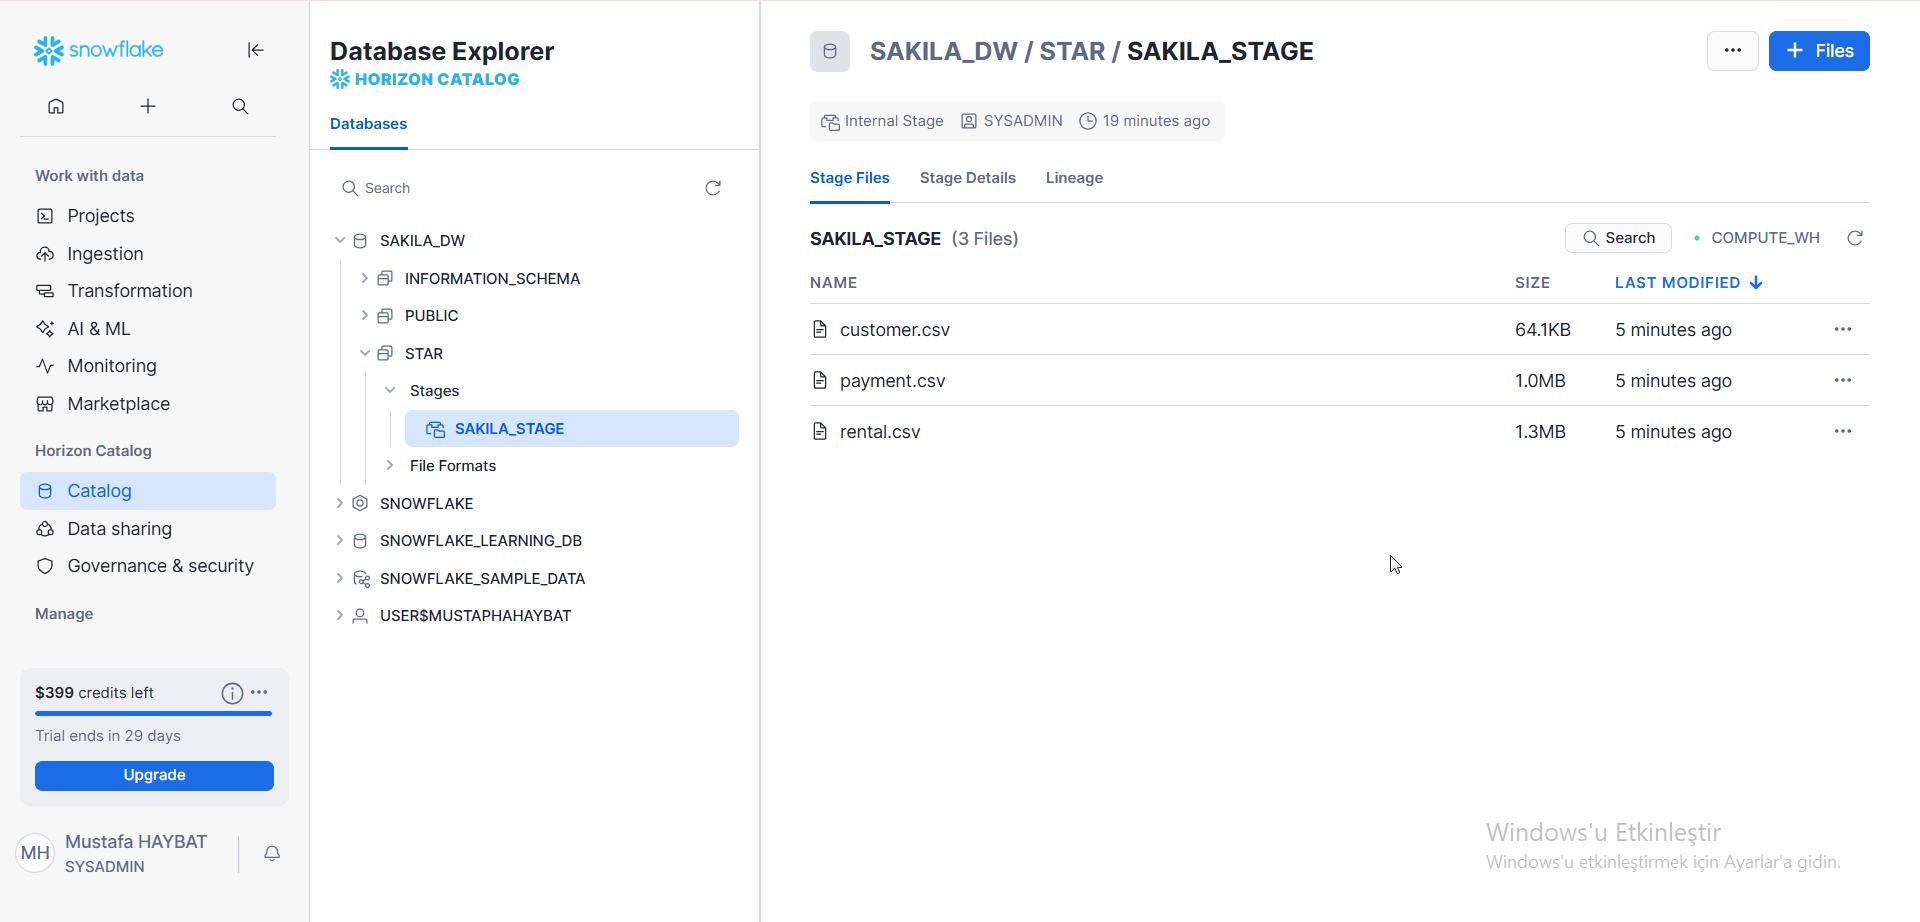 snowflake
Work with data
Projects
Ingestion
Transformation
AI & ML
Monitoring
Marketplace
Horizon Catalog
Catalog
Data sharing
Governance & security
Manage
$399 credits left
Trial ends in 29 days
Upgrade
MH
Mustafa HAYBAT
SYSADMIN
Database Explorer
HORIZON CATALOG
Databases
Search
SAKILA_DW
INFORMATION_SCHEMA
PUBLIC
STAR
Stages
SAKILA_STAGE
File Formats
SNOWFLAKE
SNOWFLAKE_LEARNING_DB
SNOWFLAKE_SAMPLE_DATA
USER$MUSTAPHAHAYBAT
SAKILA_DW / STAR / SAKILA_STAGE
Files
Internal Stage SYSADMIN 19 minutes ago
Stage Files Stage Details Lineage
SAKILA_STAGE (3 Files)
Search COMPUTE_WH
NAME SIZE LAST MODIFIED
customer.csv 64.1KB 5 minutes ago
payment.csv 1.0MB 5 minutes ago
rental.csv 1.3MB 5 minutes ago
Windows'u Etkinleştir
Windows'u etkinleştirmek için Ayarlar'a gidin.